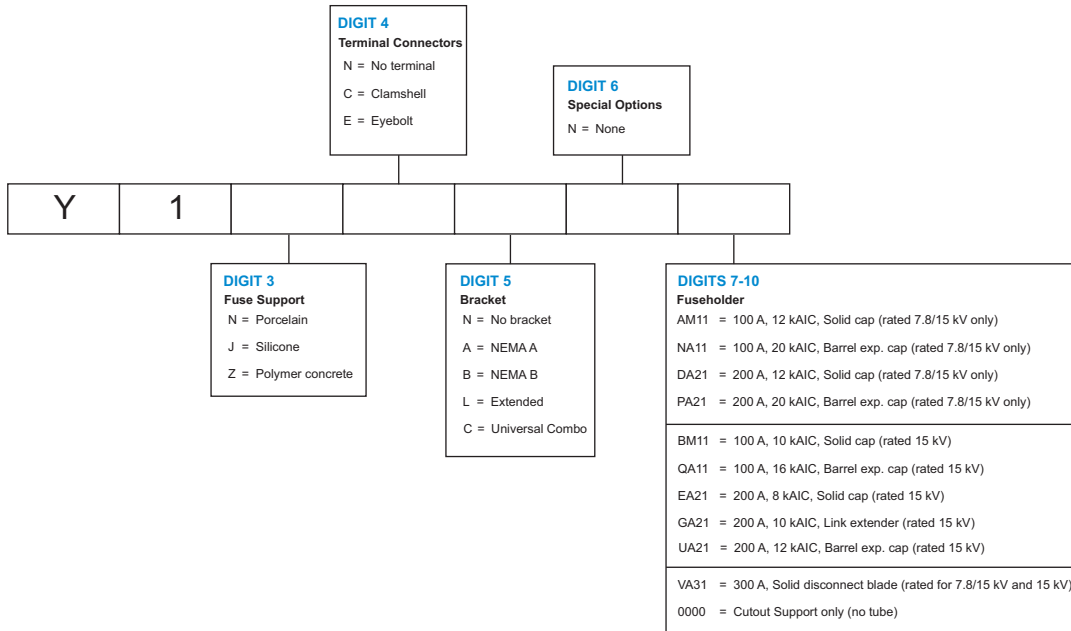 DIGIT 4
Terminal Connectors
N = No terminal
C = Clamshell
E = Eyebolt
DIGIT 6
Special Options
N = None
Y 1
DIGIT 3
Fuse Support
N = Porcelain
J = Silicone
Z = Polymer concrete
DIGIT 5
Bracket
N = No bracket
A = NEMA A
B = NEMA B
L = Extended
C = Universal Combo
DIGITS 7-10
Fuseholder
AM11 = 100 A, 12 kAIC, Solid cap (rated 7.8/15 kV only)
NA11 = 100 A, 20 kAIC, Barrel exp. cap (rated 7.8/15 kV only)
DA21 = 200 A, 12 kAIC, Solid cap (rated 7.8/15 kV only)
PA21 = 200 A, 20 kAIC, Barrel exp. cap (rated 7.8/15 kV only)
BM11 = 100 A, 10 kAIC, Solid cap (rated 15 kV)
QA11 = 100 A, 16 kAIC, Barrel exp. cap (rated 15 kV)
EA21 = 200 A, 8 kAIC, Solid cap (rated 15 kV)
GA21 = 200 A, 10 kAIC, Link extender (rated 15 kV)
UA21 = 200 A, 12 kAIC, Barrel exp. cap (rated 15 kV)
VA31 = 300 A, Solid disconnect blade (rated for 7.8/15 kV and 15 kV)
0000 = Cutout Support only (no tube)